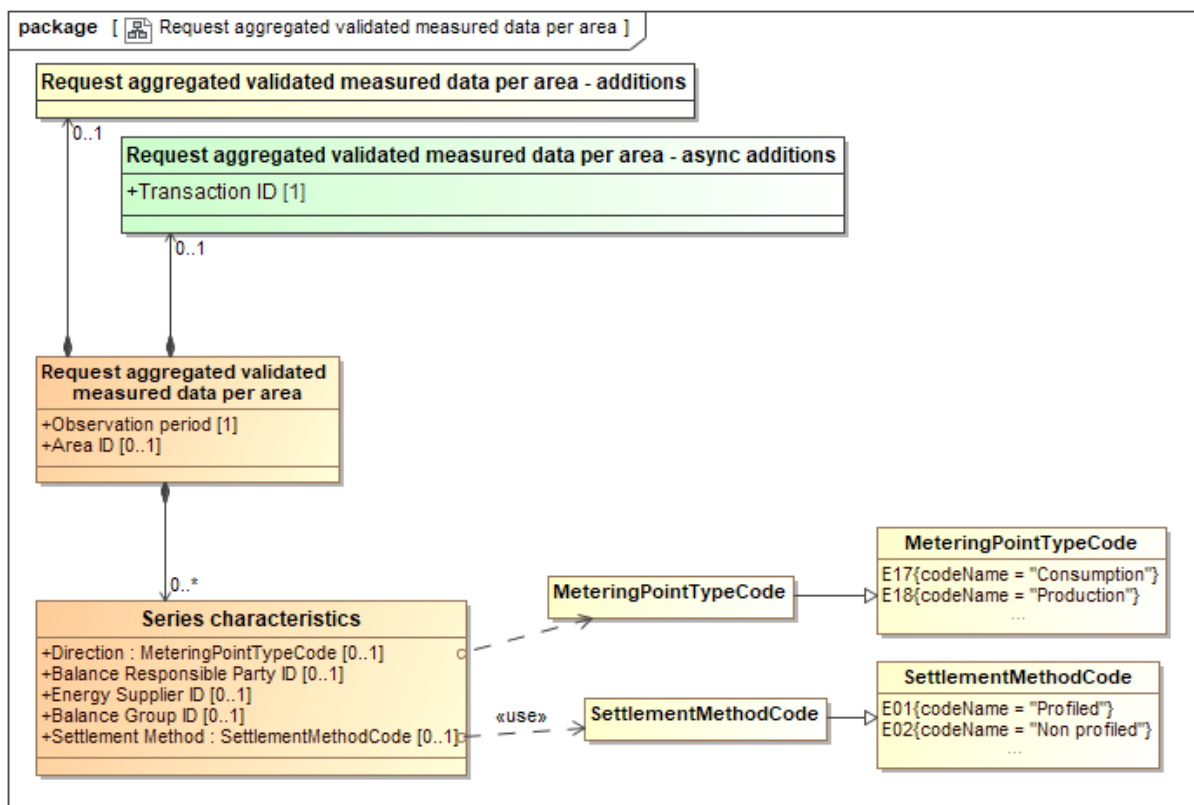 package [ Request aggregated validated measured data per area ]
Request aggregated validated measured data per area - additions
0..1
Request aggregated validated measured data per area - async additions
+Transaction ID [1]
0..1
Request aggregated validated
measured data per area
+Observation period [1]
+Area ID [0..1]
0..*
Series characteristics
+Direction : MeteringPointTypeCode [0..1]
+Balance Responsible Party ID [0..1]
+Energy Supplier ID [0..1]
+Balance Group ID [0..1]
+Settlement Method : SettlementMethodCode [0..1]
«use»
MeteringPointTypeCode
SettlementMethodCode
MeteringPointTypeCode
E17{codeName = "Consumption"}
E18{codeName = "Production"}
...
SettlementMethodCode
E01{codeName = "Profiled"}
E02{codeName = "Non profiled"}
...